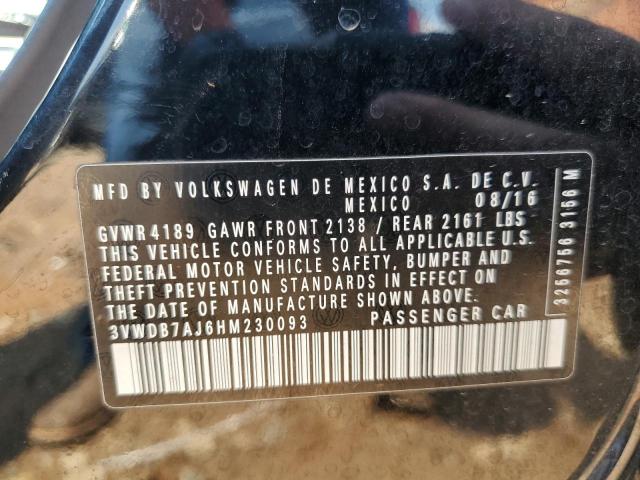 MFD BY VOLKSWAGEN DE MEXICO S.A. DE C.V.
MEXICO 08/16
GVWR 4189 GAWR FRONT 2138 / REAR 2161 LBS
THIS VEHICLE CONFORMS TO ALL APPLICABLE U.S.
FEDERAL MOTOR VEHICLE SAFETY, BUMPER AND
THEFT PREVENTION STANDARDS IN EFFECT ON
THE DATE OF MANUFACTURE SHOWN ABOVE.
3VWDB7AJ6HM230093 PASSENGER CAR
3256756 3166 M